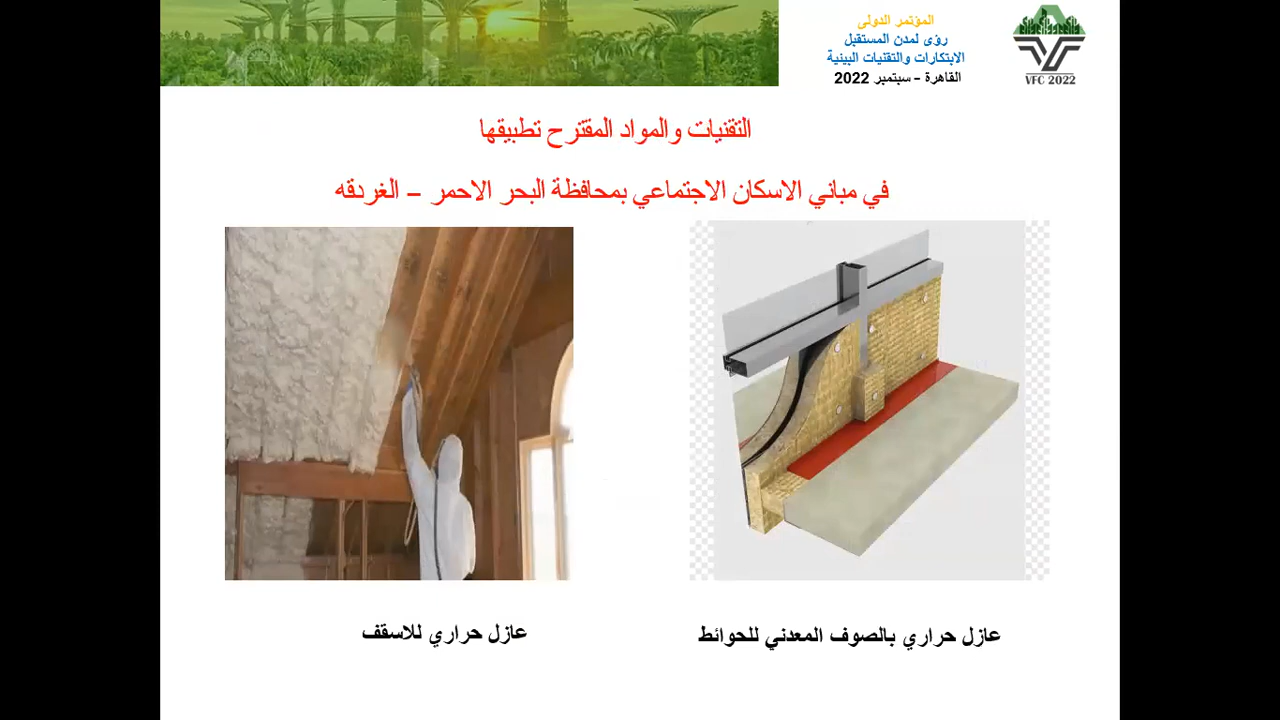 المؤتمر الدولى
رؤى لمدن المستقبل
الابتكارات والتقنيات البينية
القاهرة – سبتمبر 2022
VFC 2022
التقنيات والمواد المقترح تطبيقها
في مباني الاسكان الاجتماعي بمحافظة البحر الاحمر – الغردقه
عازل حراري بالصوف المعدني للحوائط
عازل حراري للاسقف